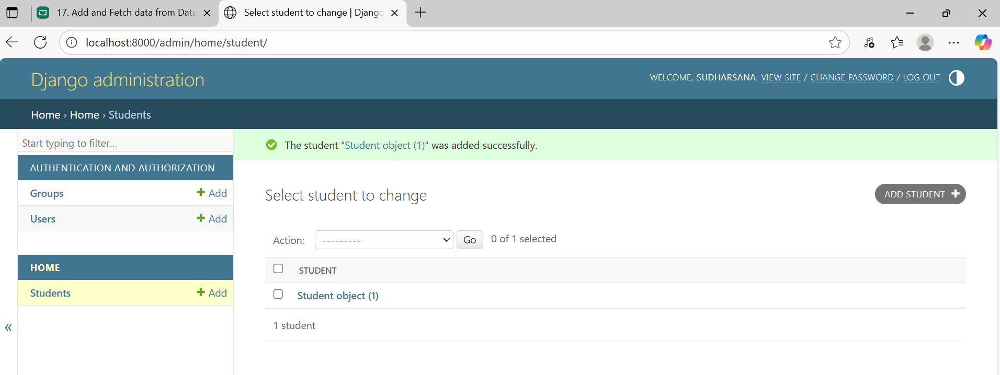 17. Add and Fetch data from Data
Select student to change | Django
localhost:8000/admin/home/student/
Django administration
WELCOME, SUDHARSANA. VIEW SITE / CHANGE PASSWORD / LOG OUT
Home › Home › Students
Start typing to filter...
AUTHENTICATION AND AUTHORIZATION
Groups + Add
Users + Add
HOME
Students + Add
«
The student “Student object (1)” was added successfully.
Select student to change
ADD STUDENT +
Action: --------- Go 0 of 1 selected
STUDENT
Student object (1)
1 student